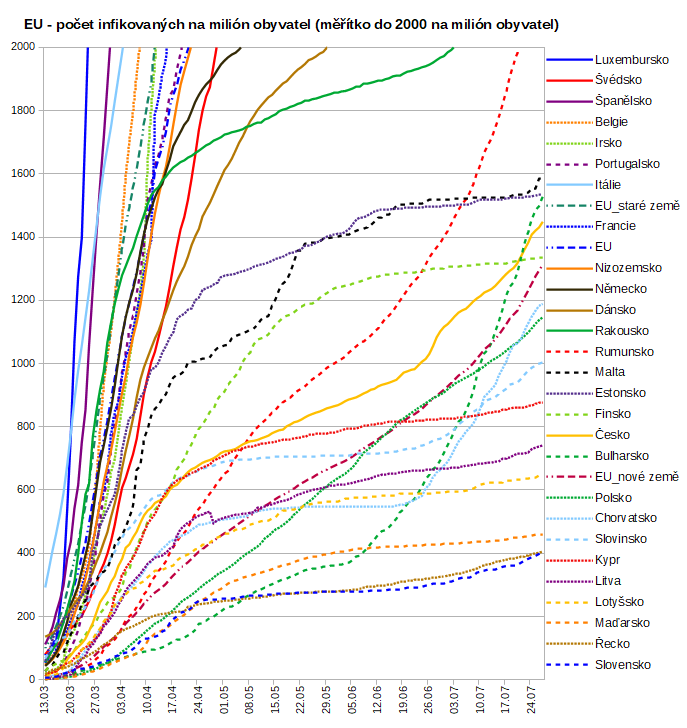 EU - počet infikovaných na milión obyvatel (měřítko do 2000 na milión obyvatel)
2000
1800
1600
1400
1200
1000
800
600
400
200
0
13.03
20.03
27.03
03.04
10.04
17.04
24.04
01.05
08.05
15.05
22.05
29.05
05.06
12.06
19.06
26.06
03.07
10.07
17.07
24.07
Luxembursko
Švédsko
Španělsko
Belgie
Irsko
Portugalsko
Itálie
EU_staré země
Francie
EU
Nizozemsko
Německo
Dánsko
Rakousko
Rumunsko
Malta
Estonsko
Finsko
Česko
Bulharsko
EU_nové země
Polsko
Chorvatsko
Slovinsko
Kypr
Litva
Lotyšsko
Maďarsko
Řecko
Slovensko